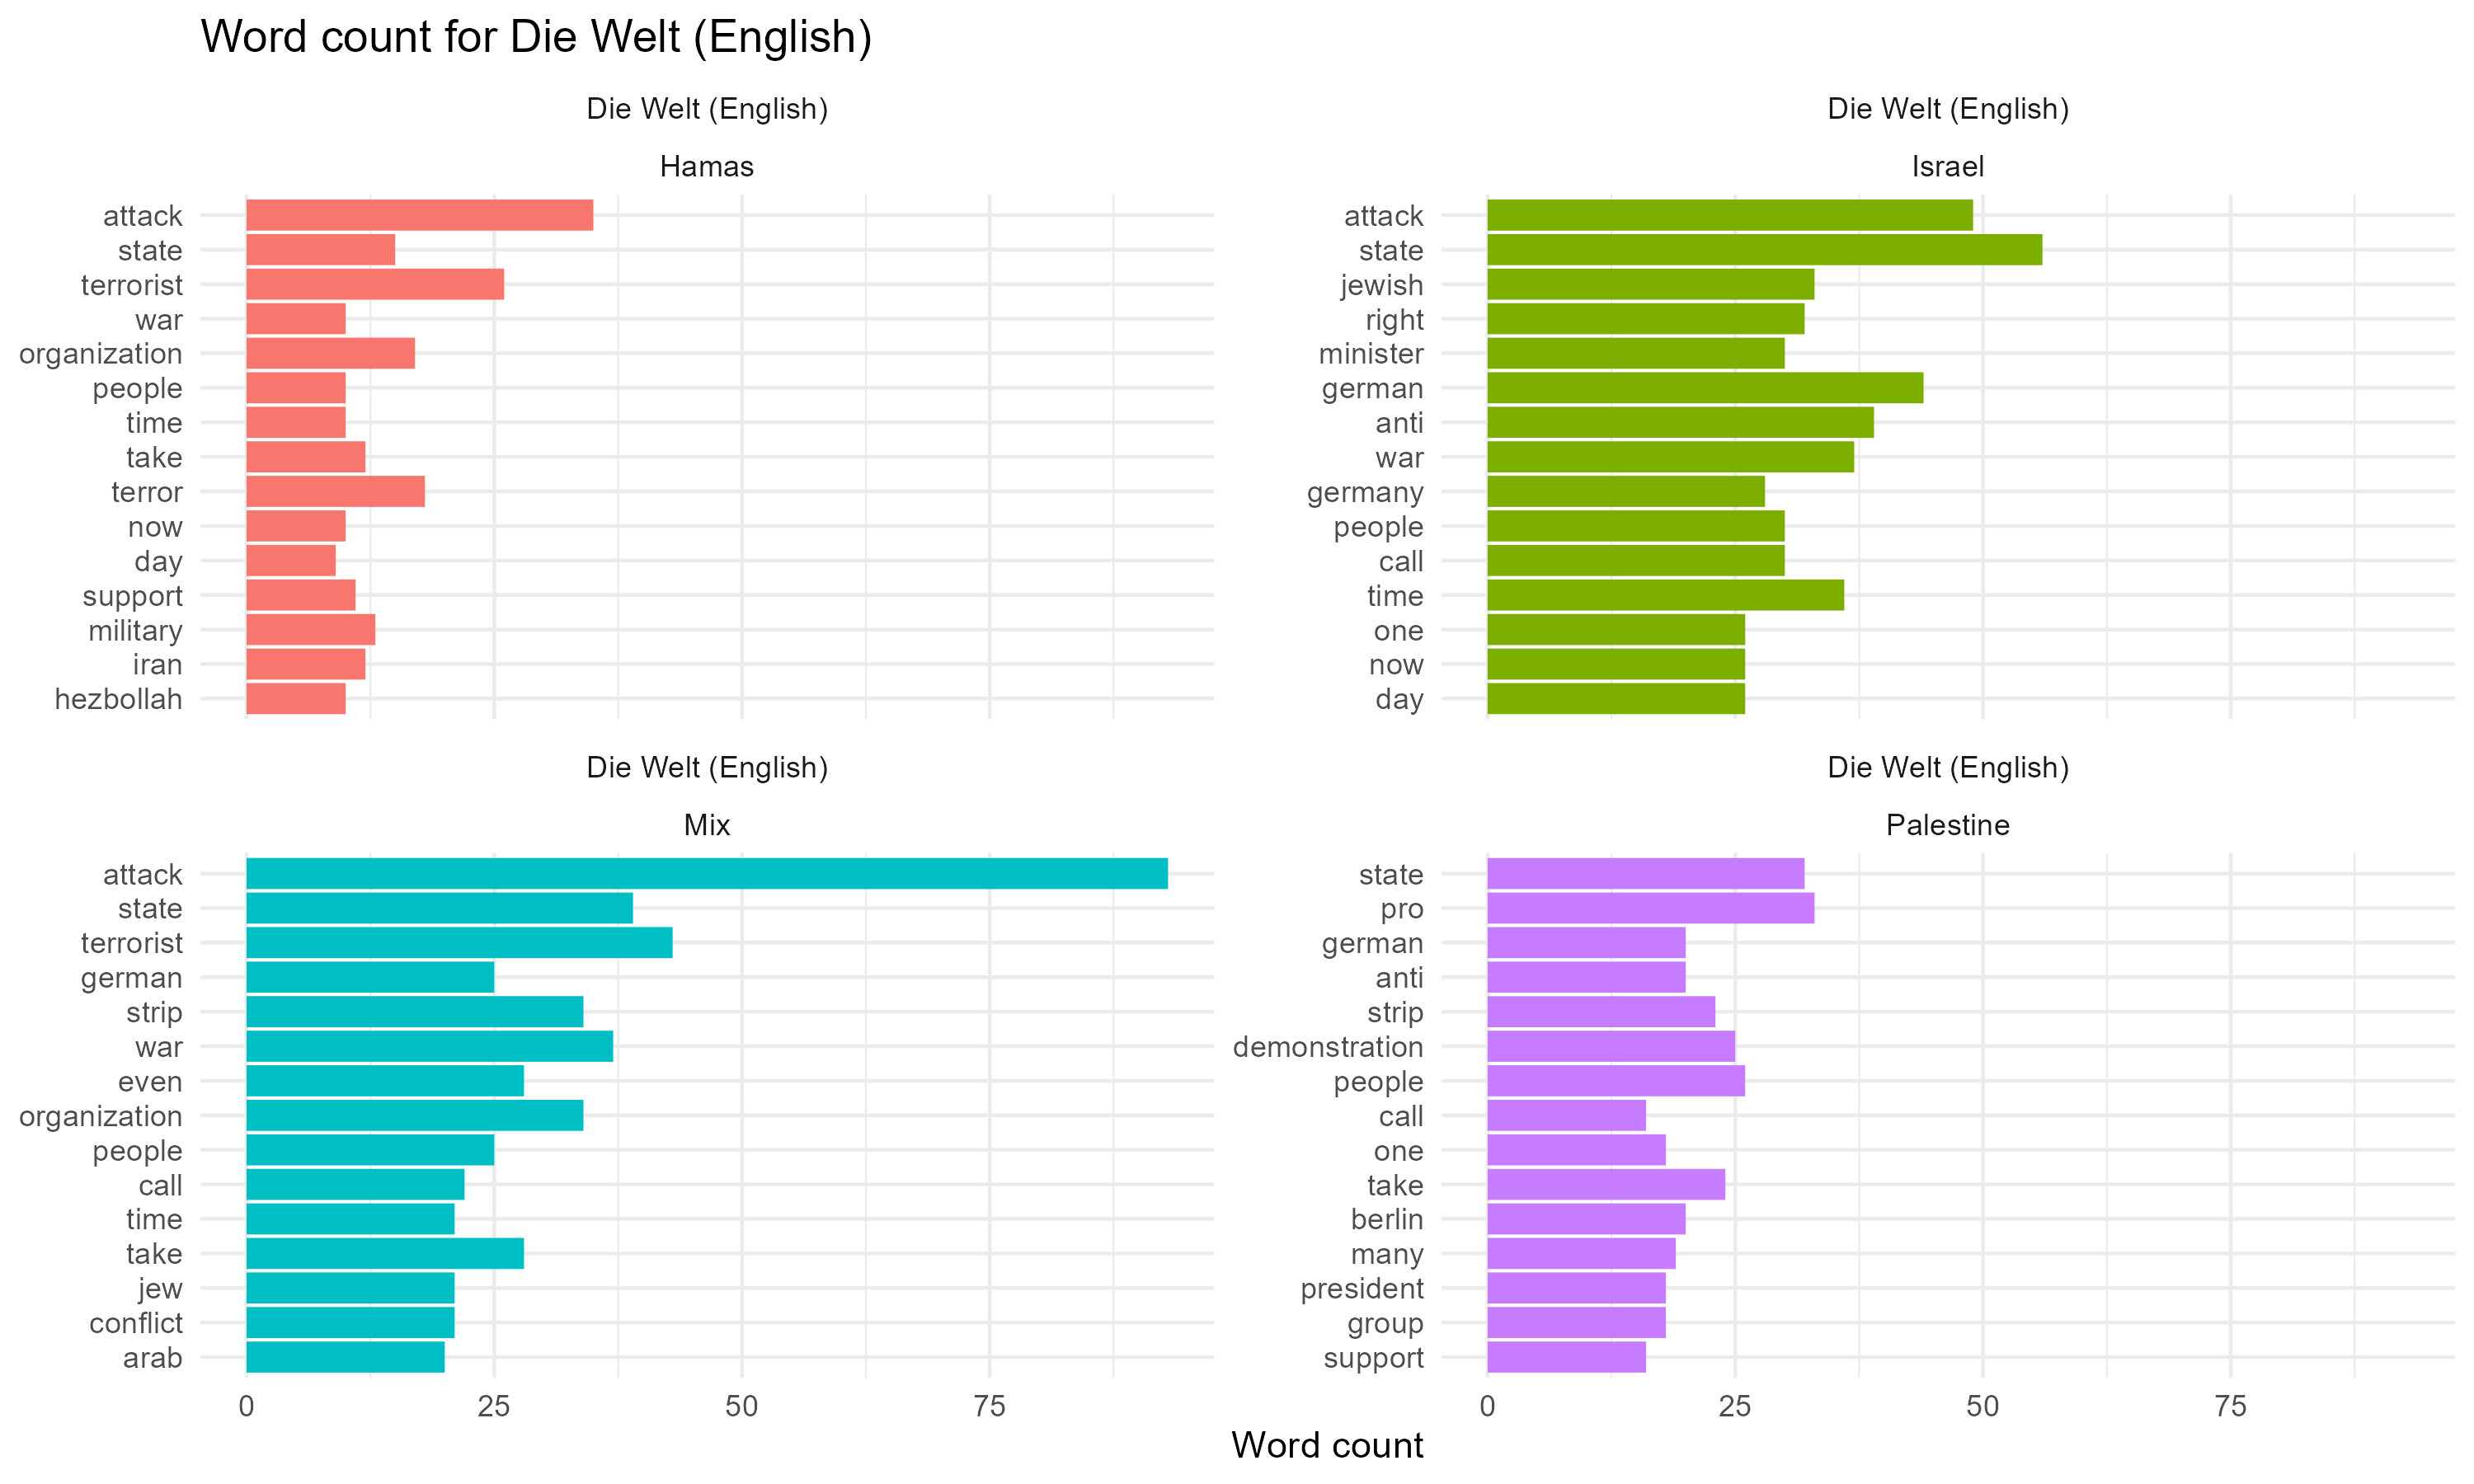 Word count for Die Welt (English)
Die Welt (English)
Hamas
attack
state
terrorist
war
organization
people
time
take
terror
now
day
support
military
iran
hezbollah
Die Welt (English)
Israel
attack
state
jewish
right
minister
german
anti
war
germany
people
call
time
one
now
day
Die Welt (English)
Mix
attack
state
terrorist
german
strip
war
even
organization
people
call
time
take
jew
conflict
arab
0 25 50 75
Die Welt (English)
Palestine
state
pro
german
anti
strip
demonstration
people
call
one
take
berlin
many
president
group
support
0 25 50 75
Word count